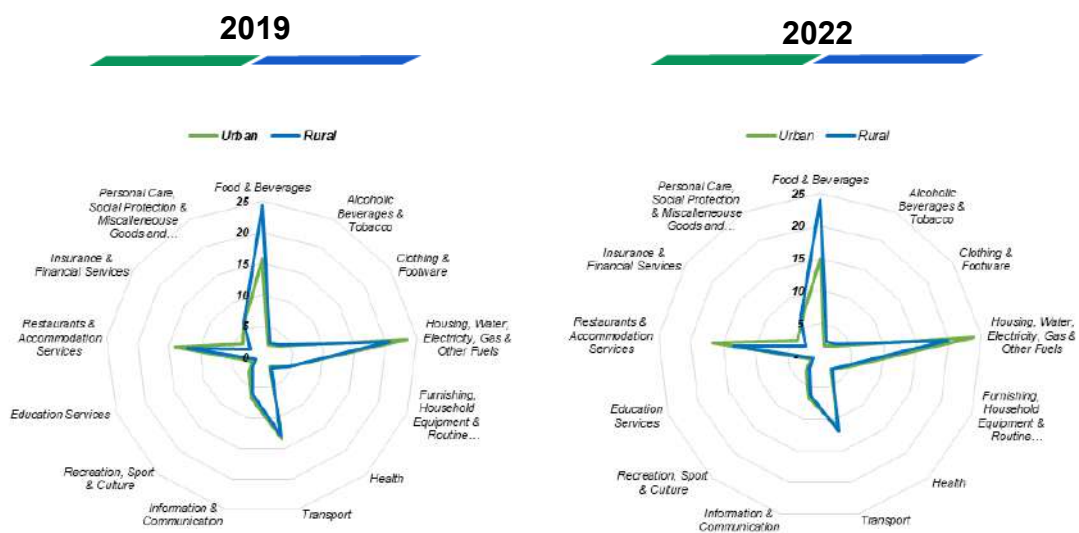 2019
Urban Rural
Food & Beverages
Alcoholic
Beverages &
Tobacco
Clothing &
Footware
Housing, Water,
Electricity, Gas &
Other Fuels
Furnishing,
Household
Equipment &
Routine...
Health
Transport
Information &
Communication
Recreation, Sport
& Culture
Education Services
Restaurants &
Accommodation
Services
Insurance &
Financial Services
Personal Care,
Social Protection &
Miscalleneouse
Goods and...
25
20
15
10
5
0
2022
Urban Rural
Food & Beverages
Alcoholic
Beverages &
Tobacco
Clothing &
Footware
Housing, Water,
Electricity, Gas &
Other Fuels
Furnishing,
Household
Equipment &
Routine...
Health
Transport
Information &
Communication
Recreation, Sport
& Culture
Education
Services
Restaurants &
Accommodation
Services
Insurance &
Financial Services
Personal Care,
Social Protection
& Miscalleneouse
Goods and...
25
20
15
10
5